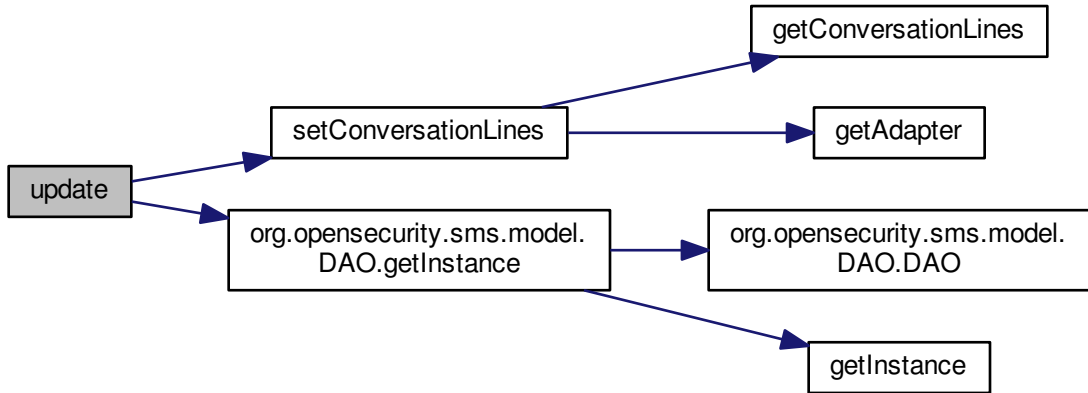 getConversationLines
setConversationLines
getAdapter
update
org.opensecurity.sms.model.
DAO.getInstance
org.opensecurity.sms.model.
DAO.DAO
getInstance